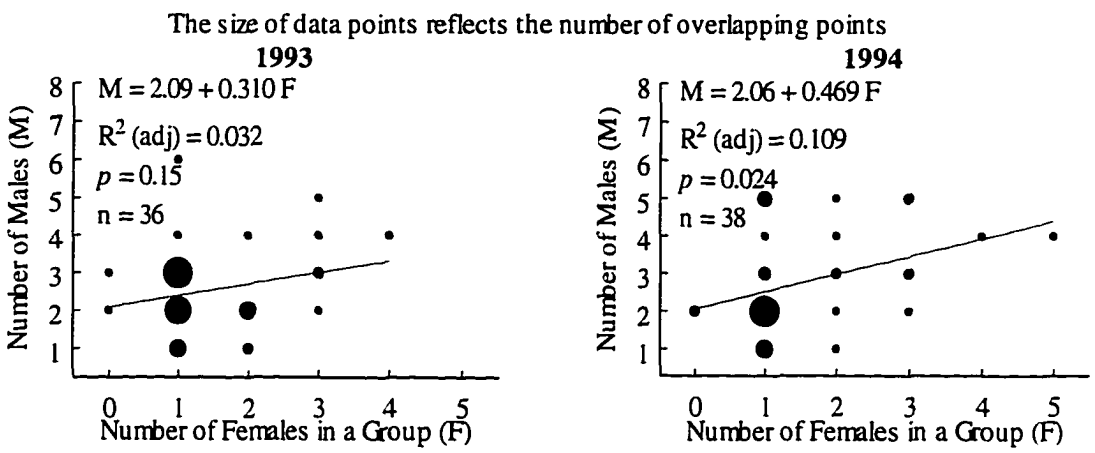 The size of data points reflects the number of overlapping points
1993
M = 2.09 + 0.310 F
R² (adj) = 0.032
p = 0.15
n = 36
8
7
6
5
4
3
2
1
Number of Males (M)
0 1 2 3 4 5
Number of Females in a Group (F)
1994
M = 2.06 + 0.469 F
R² (adj) = 0.109
p = 0.024
n = 38
8
7
6
5
4
3
2
1
Number of Males (M)
0 1 2 3 4 5
Number of Females in a Group (F)